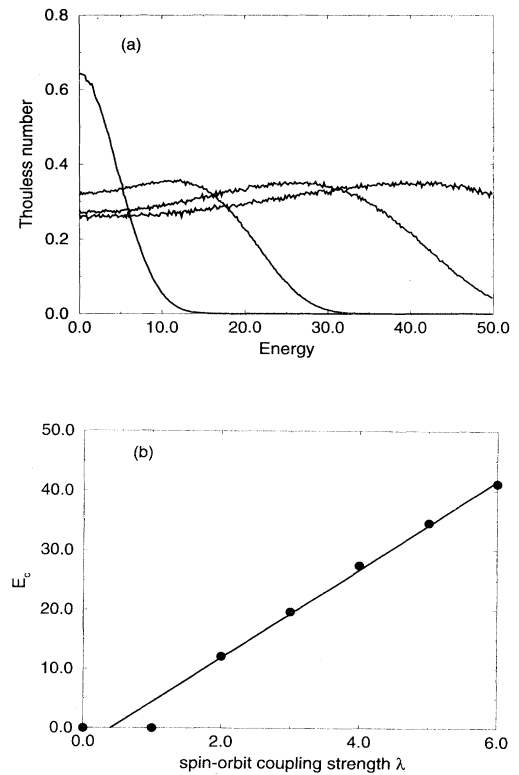 0.8
(a)
0.6
Thouless number
0.4
0.2
0.0
0.0 10.0 20.0 30.0 40.0 50.0
Energy
50.0
(b)
40.0
30.0
E_c
20.0
10.0
0.0
0.0 2.0 4.0 6.0
spin-orbit coupling strength λ